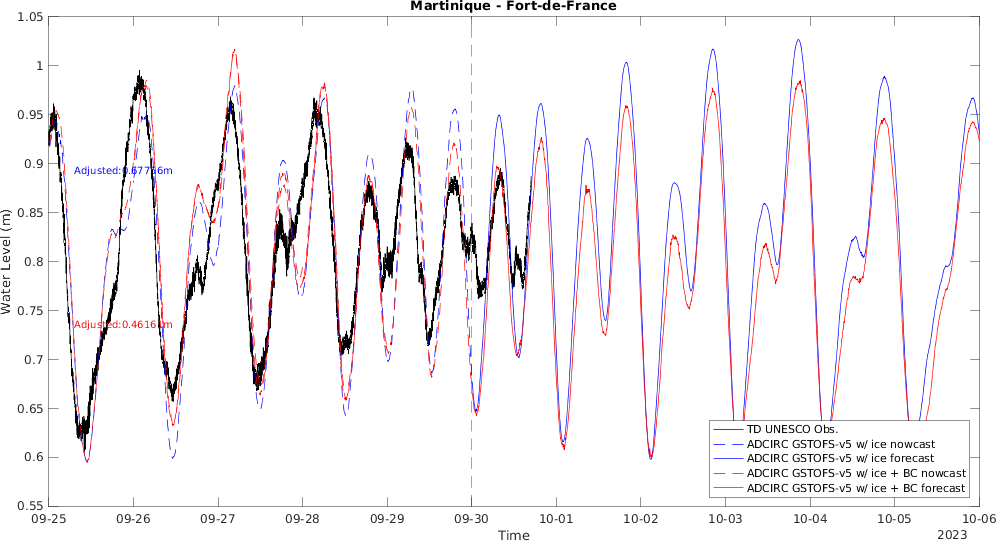 Martinique - Fort-de-France
1.05
1
0.95
0.9
0.85
0.8
0.75
0.7
0.65
0.6
0.55
Water Level (m)
Adjusted:0.67756m
TD UNESCO Obs.
ADCIRC GSTOFS-v5 w/ ice nowcast
ADCIRC GSTOFS-v5 w/ ice forecast
ADCIRC GSTOFS-v5 w/ ice + BC nowcast
ADCIRC GSTOFS-v5 w/ ice + BC forecast
09-25
09-26
09-27
09-28
09-29
09-30
10-01
10-02
10-03
10-04
10-05
10-06
Time
2023